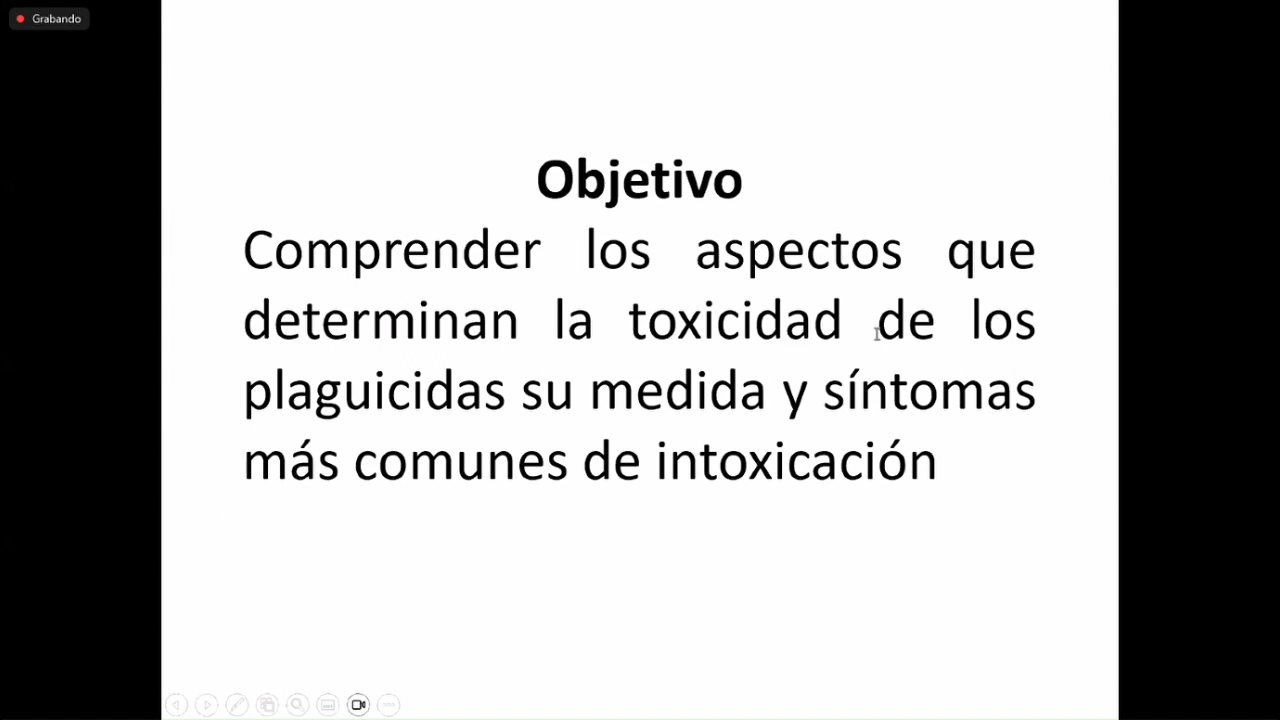 Grabando
Objetivo
Comprender los aspectos que
determinan la toxicidad de los
plaguicidas su medida y síntomas
más comunes de intoxicación